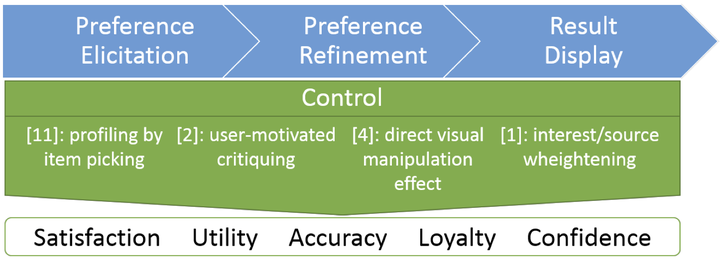 Preference Preference Result
Elicitation Refinement Display
Control
[11]: profiling by [2]: user-motivated [4]: direct visual [1]: interest/source
item picking critiquing manipulation wheightening
effect
Satisfaction Utility Accuracy Loyalty Confidence